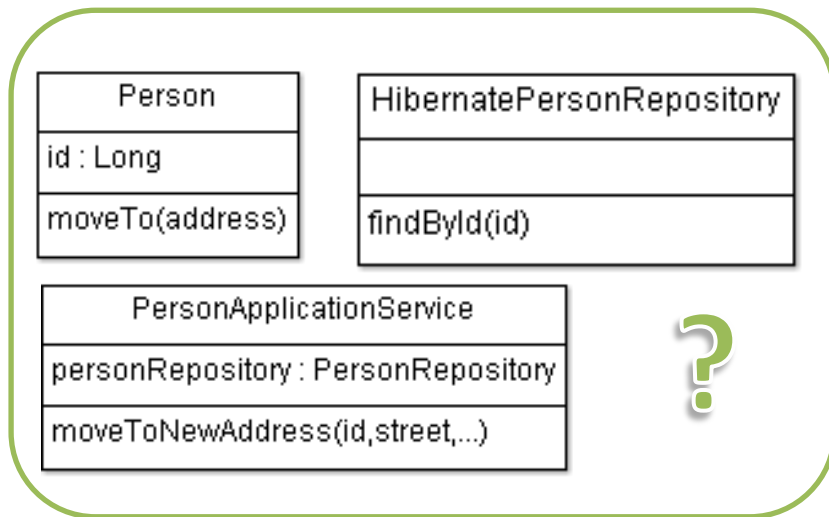 Person
id : Long
moveTo(address)
HibernatePersonRepository
findById(id)
PersonApplicationService
personRepository : PersonRepository
moveToNewAddress(id,street,...)
?